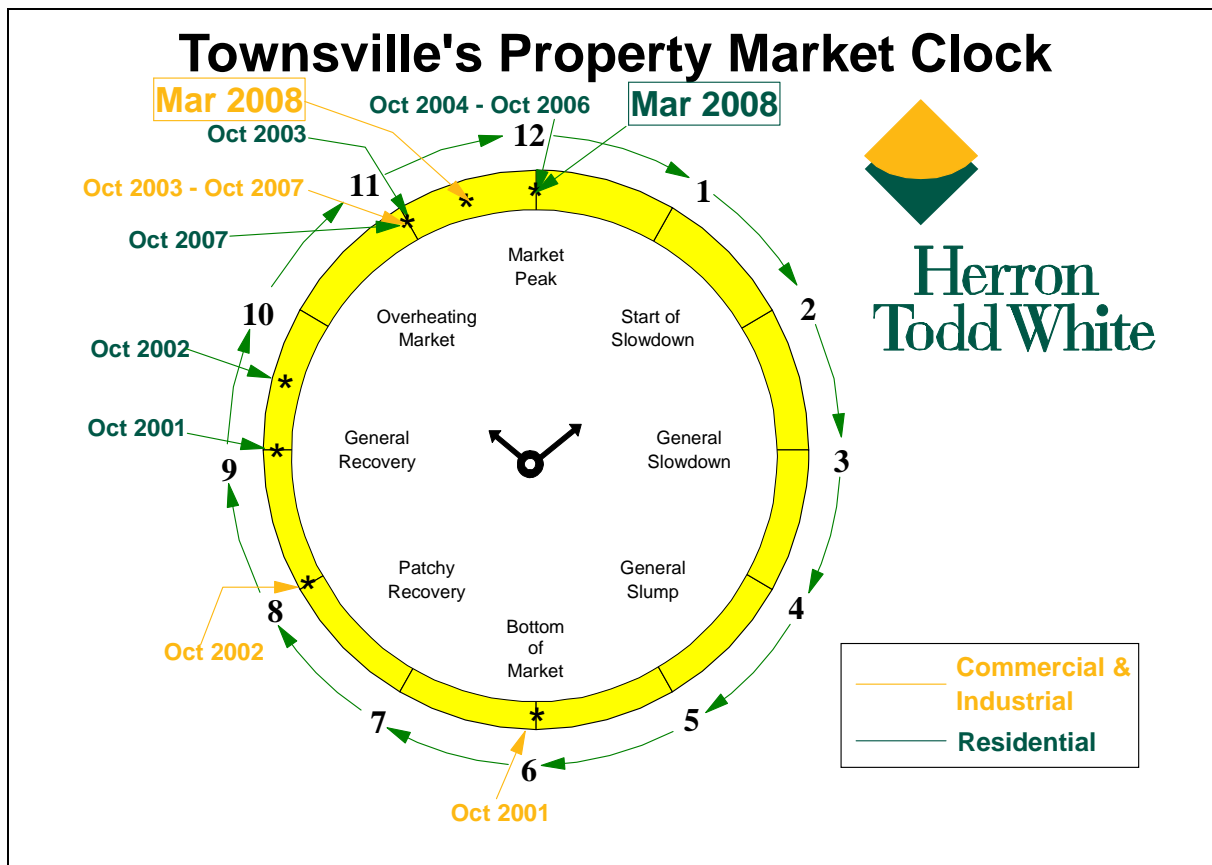 Townsville's Property Market Clock
Mar 2008
Oct 2004 - Oct 2006
Mar 2008
Oct 2003
12
11
1
Oct 2003 - Oct 2007
Oct 2007
Market
Peak
10
2
Overheating
Market
Start of
Slowdown
Herron
Todd White
Oct 2002
Oct 2001
General
Recovery
General
Slowdown
9
3
Patchy
Recovery
General
Slump
8
4
Oct 2002
Bottom
of
Market
7
5
6
Oct 2001
Commercial &
Industrial
Residential